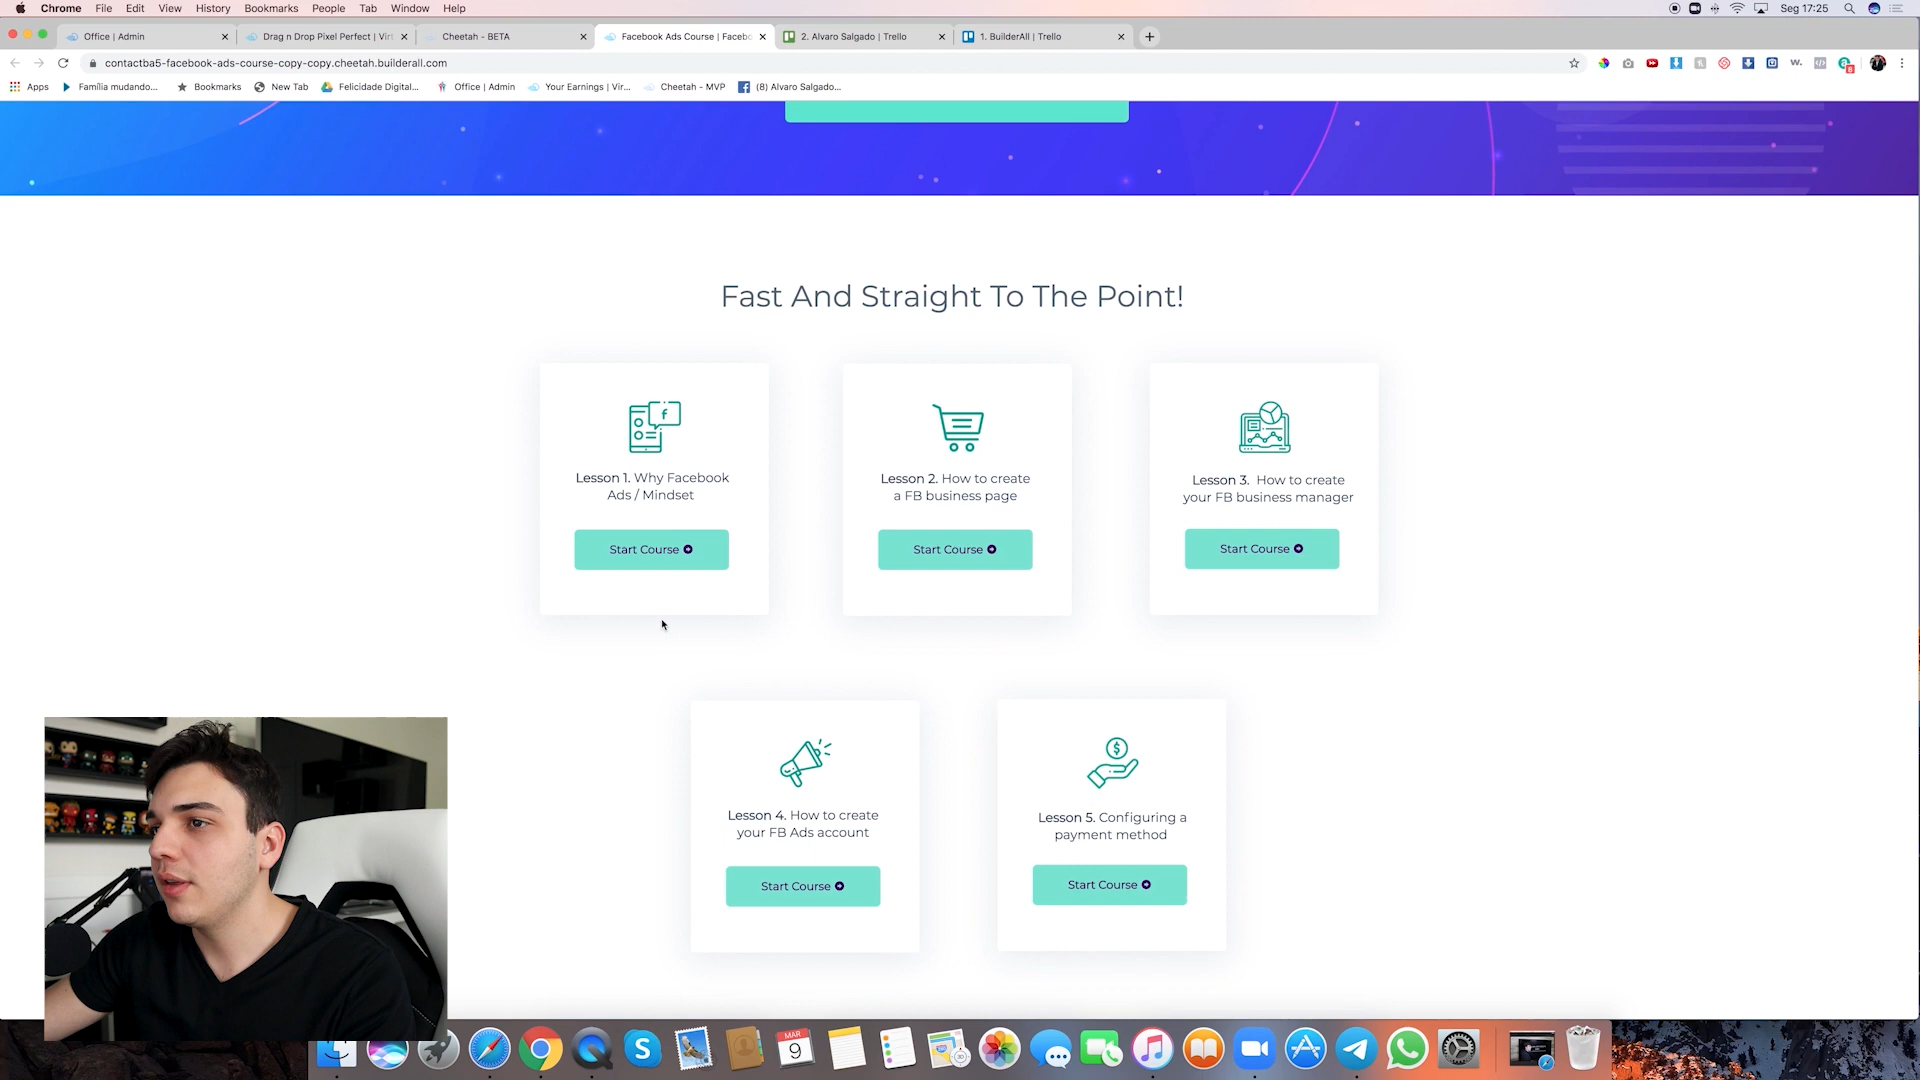 Chrome File Edit View History Bookmarks People Tab Window Help
Seg 17:25
Office | Admin
Drag n Drop Pixel Perfect | Virt
Cheetah - BETA
Facebook Ads Course | Facebo
2. Alvaro Salgado | Trello
1. BuilderAll | Trello
contactba5-facebook-ads-course-copy-copy.cheetah.builderall.com
Apps
Família mudando...
Bookmarks
New Tab
Felicidade Digital...
Office | Admin
Your Earnings | Vir...
Cheetah - MVP
(8) Alvaro Salgado...
Fast And Straight To The Point!
Lesson 1. Why Facebook
Ads / Mindset
Start Course
Lesson 2. How to create
a FB business page
Start Course
Lesson 3. How to create
your FB business manager
Start Course
Lesson 4. How to create
your FB Ads account
Start Course
Lesson 5. Configuring a
payment method
Start Course
MAR
9